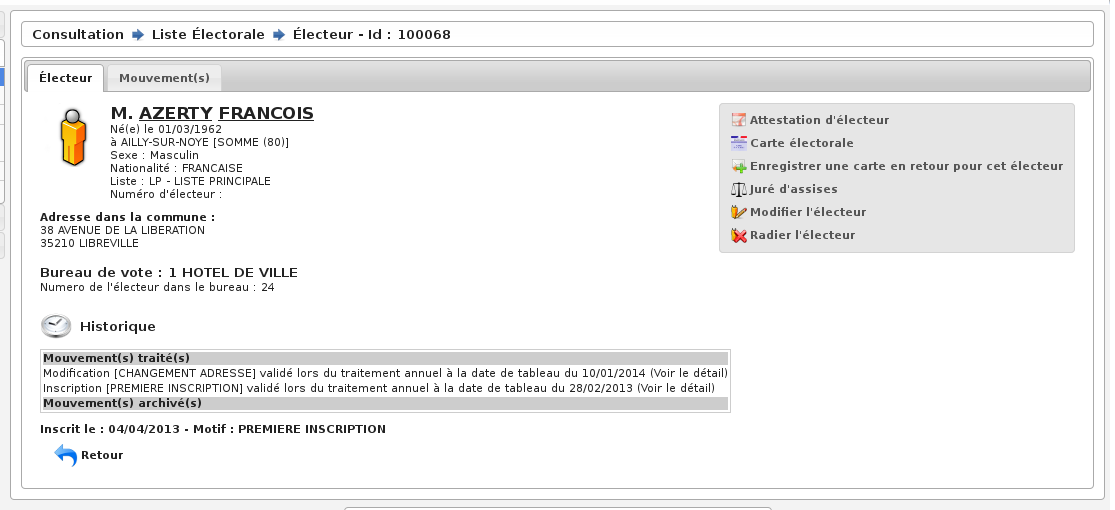 Consultation Liste Électorale Électeur - Id : 100068
Électeur Mouvement(s)
M. AZERTY FRANCOIS
Né(e) le 01/03/1962
à AILLY-SUR-NOYE [SOMME (80)]
Sexe : Masculin
Nationalité : FRANCAISE
Liste : LP - LISTE PRINCIPALE
Numéro d'électeur :
Attestation d'électeur
Carte électorale
Enregistrer une carte en retour pour cet électeur
Juré d'assises
Modifier l'électeur
Radier l'électeur
Adresse dans la commune :
38 AVENUE DE LA LIBERATION
35210 LIBREVILLE
Bureau de vote : 1 HOTEL DE VILLE
Numero de l'électeur dans le bureau : 24
Historique
Mouvement(s) traité(s)
Modification [CHANGEMENT ADRESSE] validé lors du traitement annuel à la date de tableau du 10/01/2014 (Voir le détail)
Inscription [PREMIERE INSCRIPTION] validé lors du traitement annuel à la date de tableau du 28/02/2013 (Voir le détail)
Mouvement(s) archivé(s)
Inscrit le : 04/04/2013 - Motif : PREMIERE INSCRIPTION
Retour